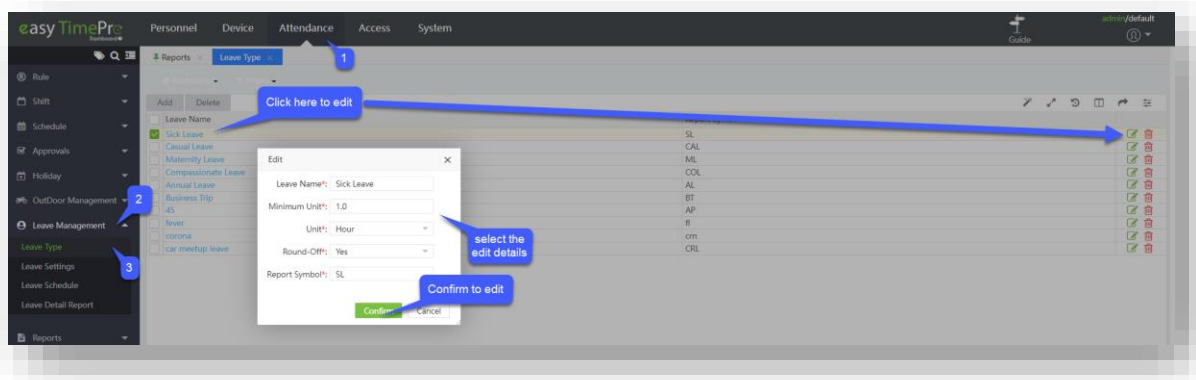 easy TimePro
Dashboard
Personnel Device Attendance Access System
Guide
admin/default
1
Reports × Leave Type ×
Rule
Shift
Schedule
Approvals
Holiday
OutDoor Management
2
Leave Management
Leave Type
3
Leave Settings
Leave Schedule
Leave Detail Report
Reports
Add Delete
Click here to edit
Leave Name
Sick Leave SL
Casual Leave CAL
Maternity Leave ML
Compassionate Leave COL
Annual Leave AL
Business Trip BT
45 AP
fever fl
corona crn
car meetup leave CRL
Edit ×
Leave Name*: Sick Leave
Minimum Unit*: 1.0
Unit*: Hour
Round-Off*: Yes
Report Symbol*: SL
select the
edit details
Confirm to edit
Confirm Cancel